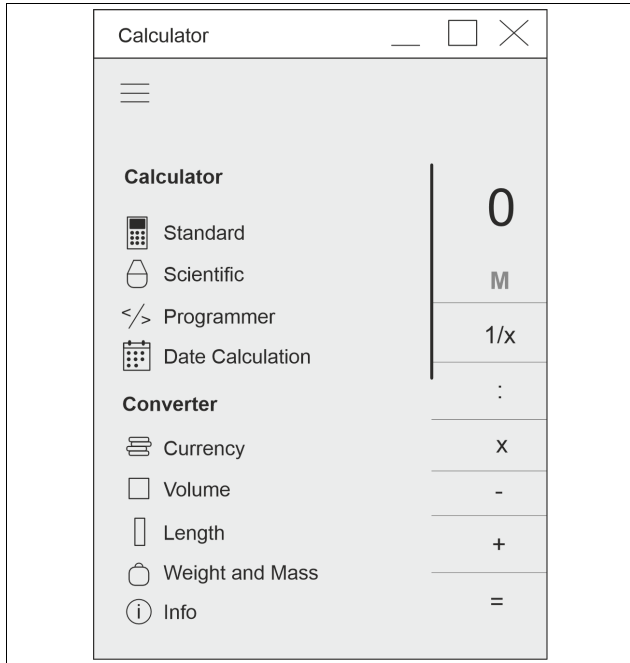 Calculator
Calculator
Standard
Scientific
</> Programmer
Date Calculation
Converter
Currency
Volume
Length
Weight and Mass
i Info
0
M
1/x
:
x
-
+
=